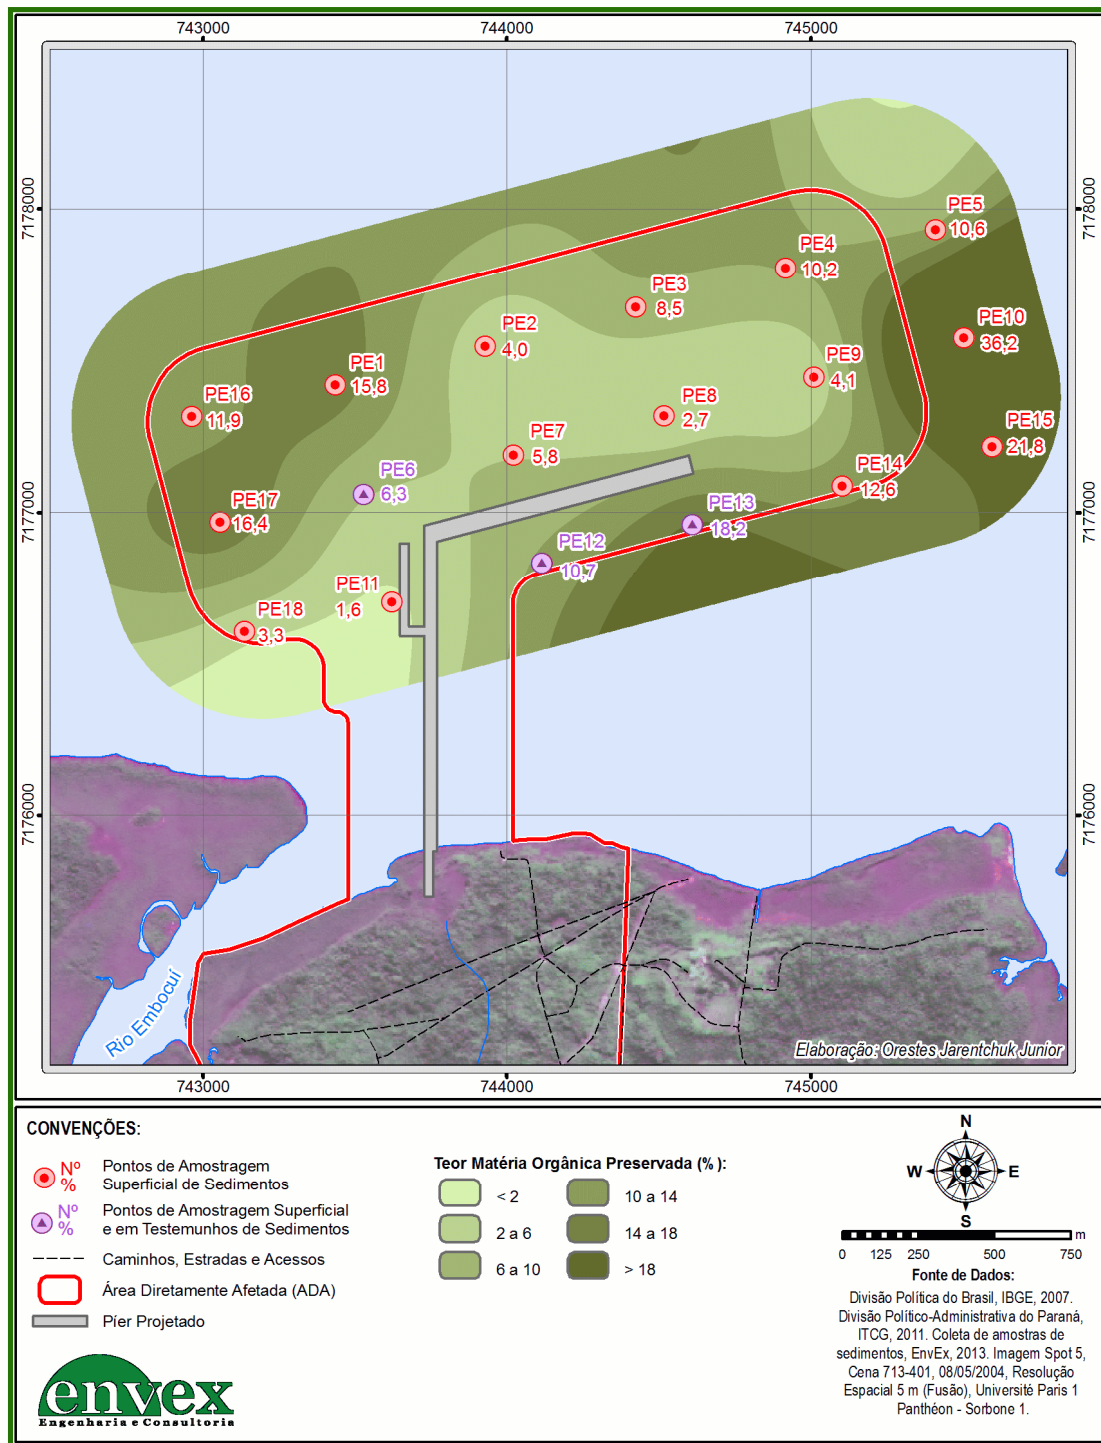 743000
744000
745000
7178000
7178000
7177000
7177000
7176000
7176000
PE5
10,6
PE4
10,2
PE3
8,5
PE10
36,2
PE2
4,0
PE9
4,1
PE1
15,8
PE16
11,9
PE8
2,7
PE15
21,8
PE7
5,8
PE6
6,3
PE14
12,6
PE17
16,4
PE13
18,2
PE12
10,7
PE11
1,6
PE18
3,3
Rio Embocuí
Elaboração: Orestes Jarentchuk Junior
743000
744000
745000
CONVENÇÕES:
Nº
%
Pontos de Amostragem
Superficial de Sedimentos
Nº
%
Pontos de Amostragem Superficial
e em Testemunhos de Sedimentos
Caminhos, Estradas e Acessos
Área Diretamente Afetada (ADA)
Píer Projetado
envex
Engenharia e Consultoria
Teor Matéria Orgânica Preservada (%):
< 2
2 a 6
6 a 10
10 a 14
14 a 18
> 18
N
W
E
S
m
0 125 250 500 750
Fonte de Dados:
Divisão Política do Brasil, IBGE, 2007.
Divisão Político-Administrativa do Paraná,
ITCG, 2011. Coleta de amostras de
sedimentos, EnvEx, 2013. Imagem Spot 5,
Cena 713-401, 08/05/2004, Resolução
Espacial 5 m (Fusão), Université Paris 1
Panthéon - Sorbone 1.